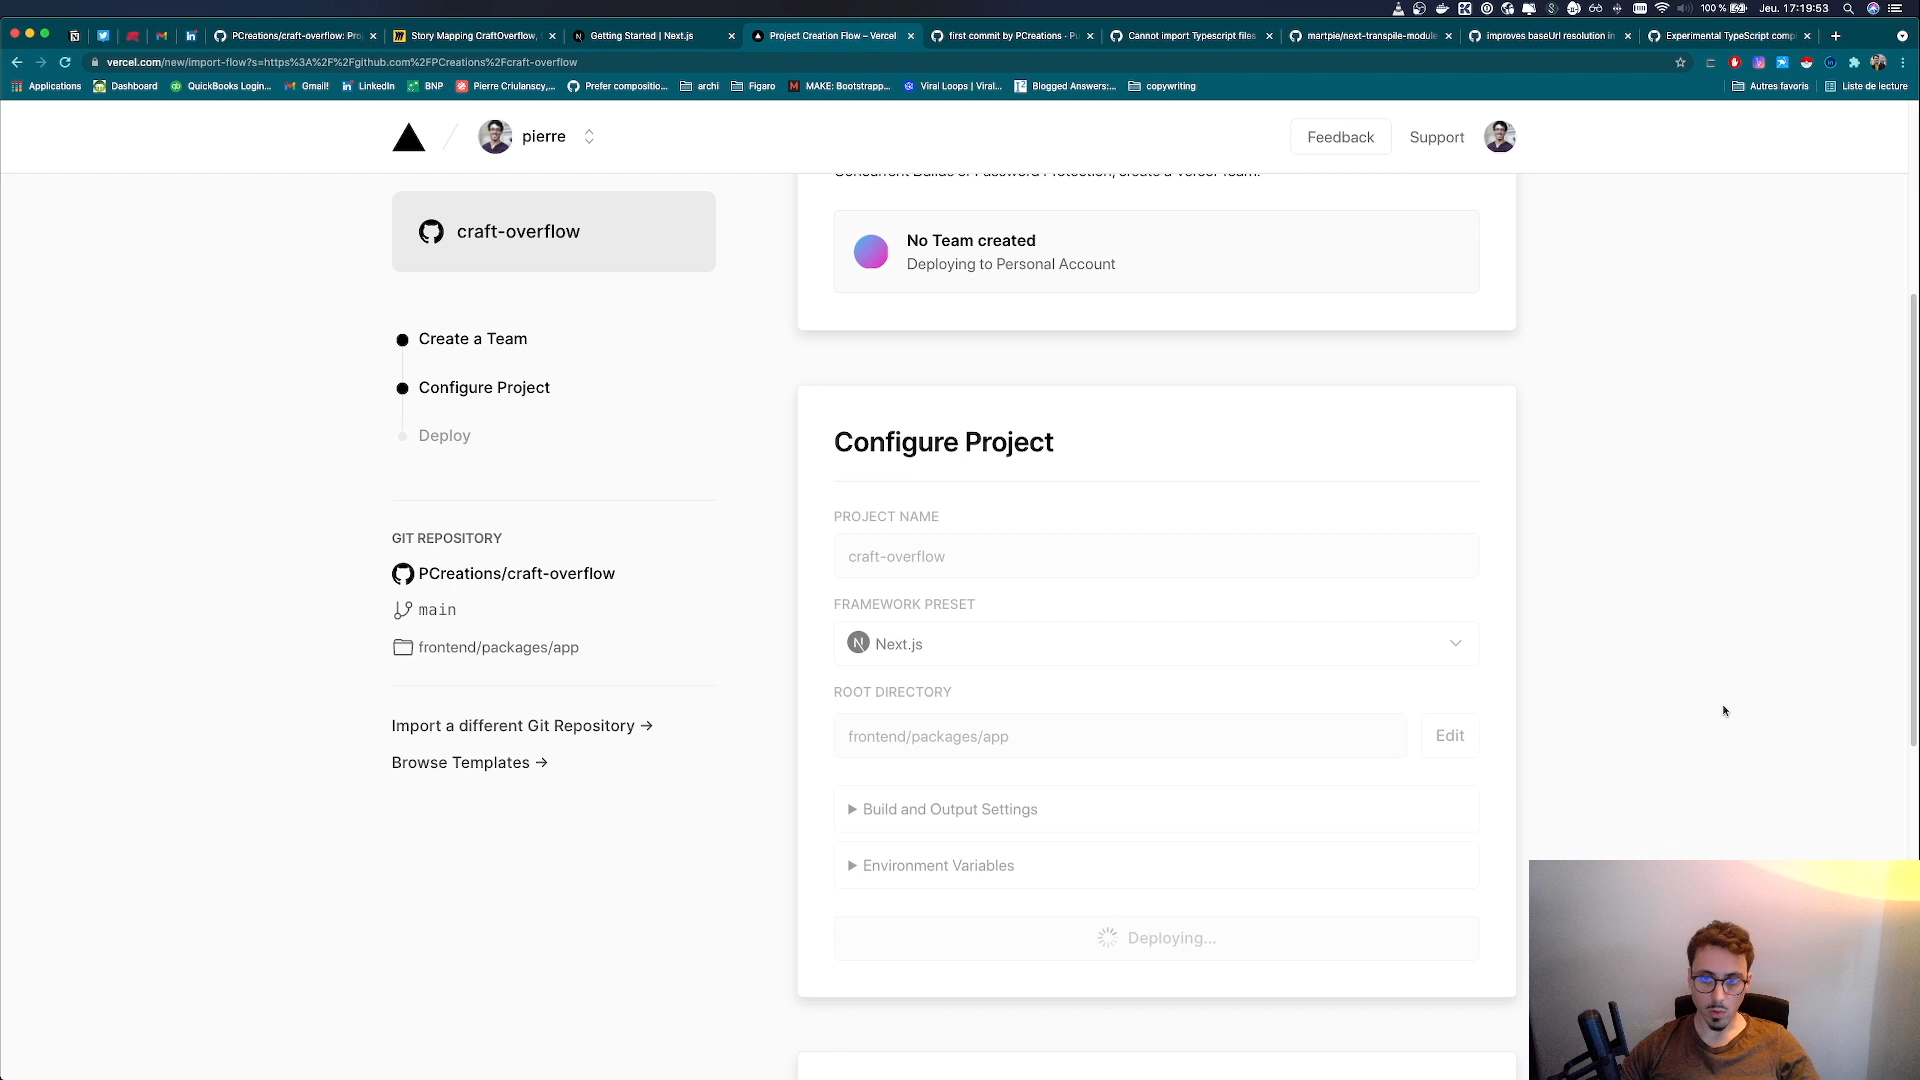 100 %
Jeu. 17:19:53
PCreations/craft-overflow: Pro
Story Mapping CraftOverflow,
Getting Started | Next.js
Project Creation Flow – Vercel
first commit by PCreations · Pu
Cannot import Typescript files
martpie/next-transpile-module
improves baseUrl resolution in
Experimental TypeScript comp
vercel.com/new/import-flow?s=https%3A%2F%2Fgithub.com%2FPCreations%2Fcraft-overflow
Applications
Dashboard
QuickBooks Login...
Gmail!
LinkedIn
BNP
Pierre Criulanscy,...
Prefer compositio...
archi
Figaro
MAKE: Bootstrapp...
Viral Loops | Viral...
Blogged Answers:...
copywriting
Autres favoris
Liste de lecture
pierre
Feedback
Support
craft-overflow
No Team created
Deploying to Personal Account
Create a Team
Configure Project
Deploy
GIT REPOSITORY
PCreations/craft-overflow
main
frontend/packages/app
Import a different Git Repository →
Browse Templates →
Configure Project
PROJECT NAME
craft-overflow
FRAMEWORK PRESET
N Next.js
ROOT DIRECTORY
frontend/packages/app
Edit
Build and Output Settings
Environment Variables
Deploying...